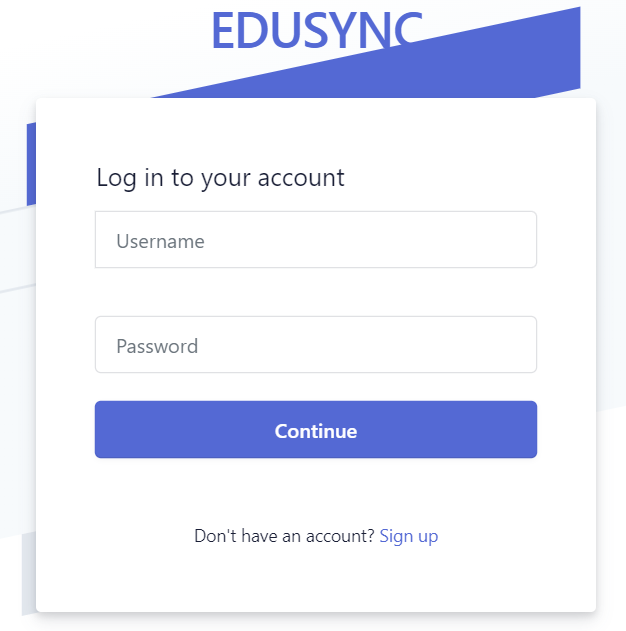 EDUSYNC
Log in to your account
Username
Password
Continue
Don't have an account? Sign up